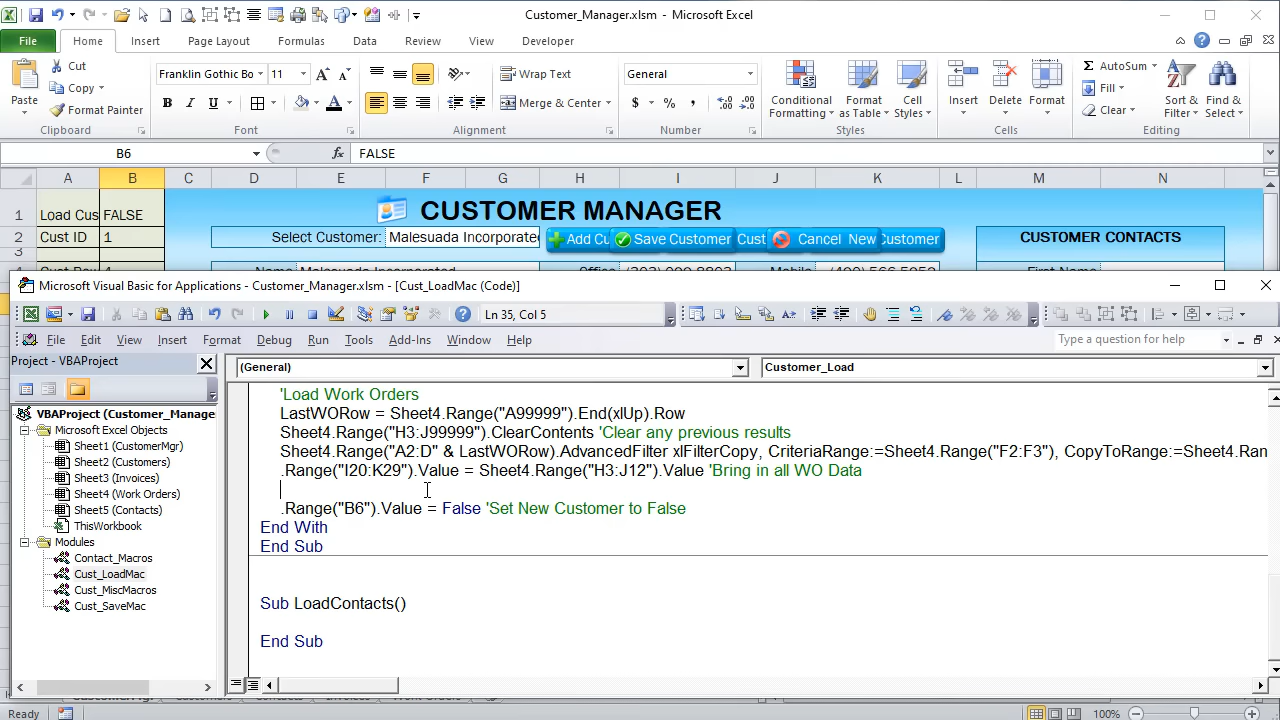 Customer_Manager.xlsm - Microsoft Excel
File Home Insert Page Layout Formulas Data Review View Developer
Cut
Copy
Format Painter
Paste
Clipboard
Franklin Gothic Bo 11
B I U A
Font
Wrap Text
Merge & Center
Alignment
General
$ % ,
Number
Conditional Formatting
Format as Table
Cell Styles
Styles
Insert Delete Format
Cells
AutoSum
Fill
Clear
Sort & Filter
Find & Select
Editing
B6 fx FALSE
A B C D E F G H I J K L M N
1 Load Cus FALSE CUSTOMER MANAGER
2 Cust ID 1 Select Customer: Malesuada Incorporated Add Cu Save Customer Cust Cancel New Customer CUSTOMER CONTACTS
3
Microsoft Visual Basic for Applications - Customer_Manager.xlsm - [Cust_LoadMac (Code)]
Ln 35, Col 5
File Edit View Insert Format Debug Run Tools Add-Ins Window Help Type a question for help
Project - VBAProject
(General) Customer_Load
VBAProject (Customer_Manage
Microsoft Excel Objects
Sheet1 (CustomerMgr)
Sheet2 (Customers)
Sheet3 (Invoices)
Sheet4 (Work Orders)
Sheet5 (Contacts)
ThisWorkbook
Modules
Contact_Macros
Cust_LoadMac
Cust_MiscMacros
Cust_SaveMac
'Load Work Orders
LastWORow = Sheet4.Range("A99999").End(xlUp).Row
Sheet4.Range("H3:J99999").ClearContents 'Clear any previous results
Sheet4.Range("A2:D" & LastWORow).AdvancedFilter xlFilterCopy, CriteriaRange:=Sheet4.Range("F2:F3"), CopyToRange:=Sheet4.Ran
.Range("I20:K29").Value = Sheet4.Range("H3:J12").Value 'Bring in all WO Data
.Range("B6").Value = False 'Set New Customer to False
End With
End Sub
Sub LoadContacts()
End Sub
Ready 100%